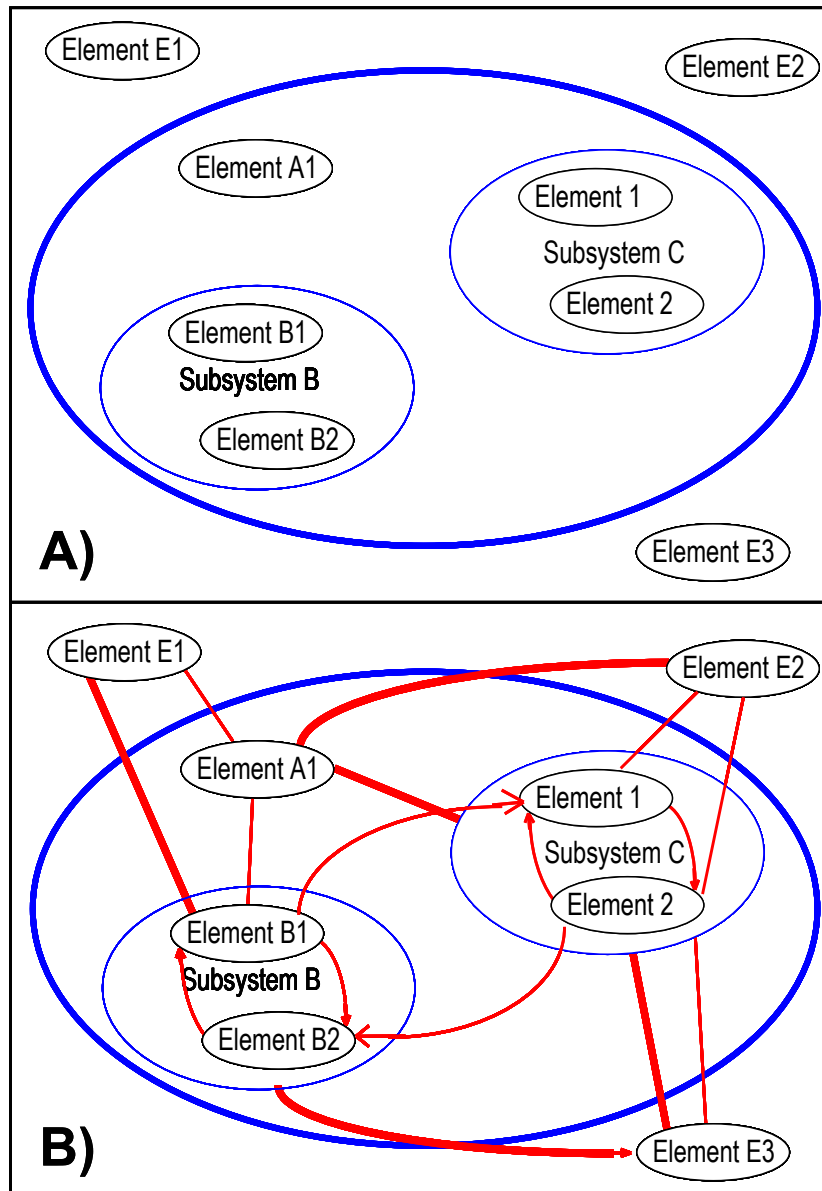 Element E1
Element E2
Element A1
Element 1
Subsystem C
Element 2
Element B1
Subsystem B
Element B2
A)
Element E3
Element E1
Element E2
Element A1
Element 1
Subsystem C
Element 2
Element B1
Subsystem B
Element B2
B)
Element E3